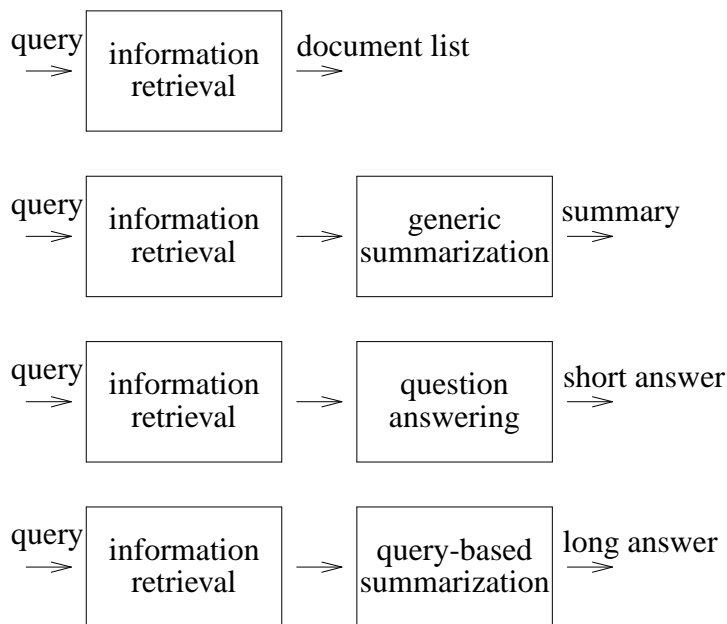 query
information
retrieval
document list
query
information
retrieval
generic
summarization
summary
query
information
retrieval
question
answering
short answer
query
information
retrieval
query-based
summarization
long answer